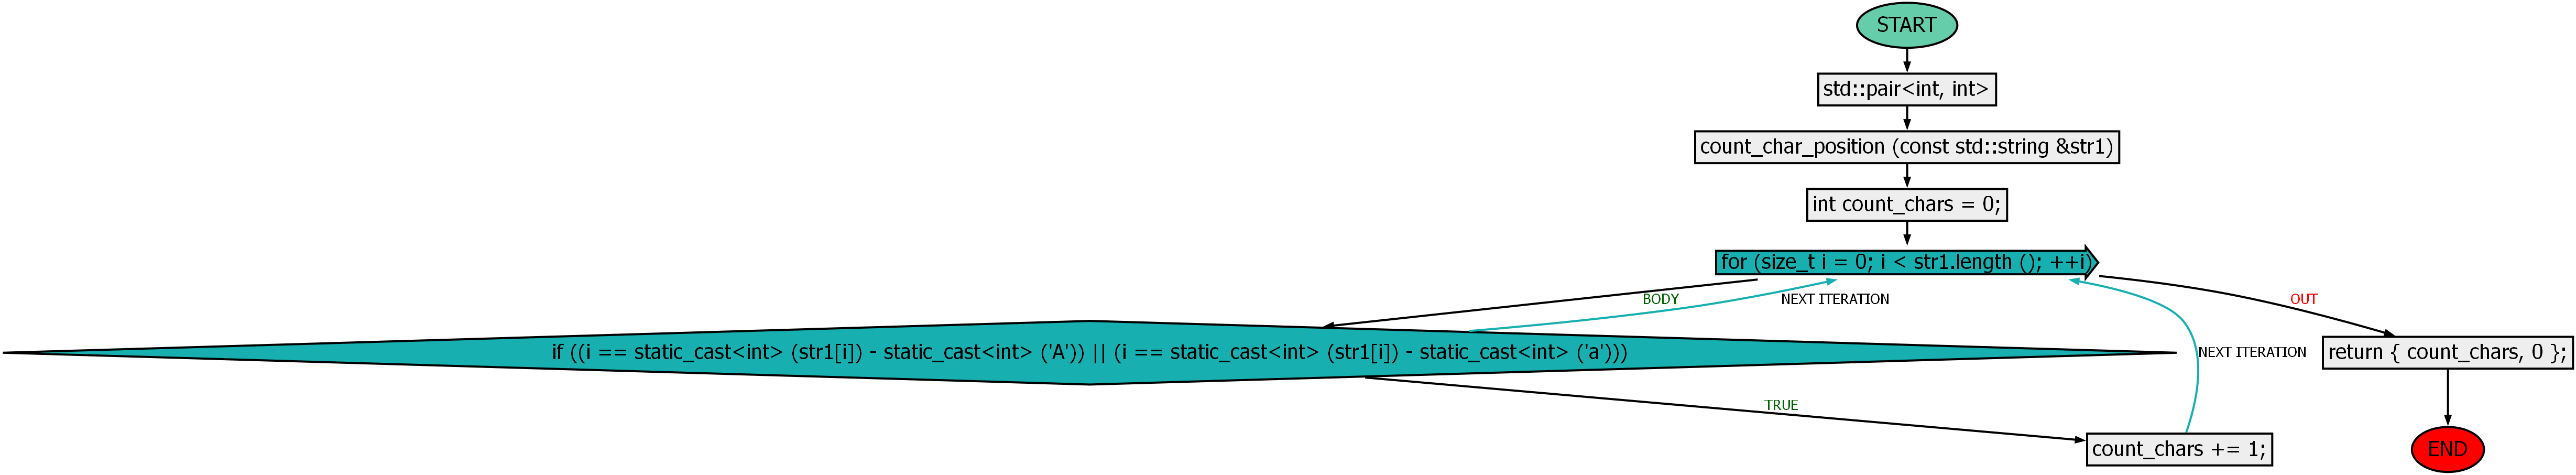 START
std::pair<int, int>
count_char_position (const std::string &str1)
int count_chars = 0;
for (size_t i = 0; i < str1.length (); ++i)
BODY
NEXT ITERATION
OUT
if ((i == static_cast<int> (str1[i]) - static_cast<int> ('A')) || (i == static_cast<int> (str1[i]) - static_cast<int> ('a')))
NEXT ITERATION
return { count_chars, 0 };
TRUE
count_chars += 1;
END